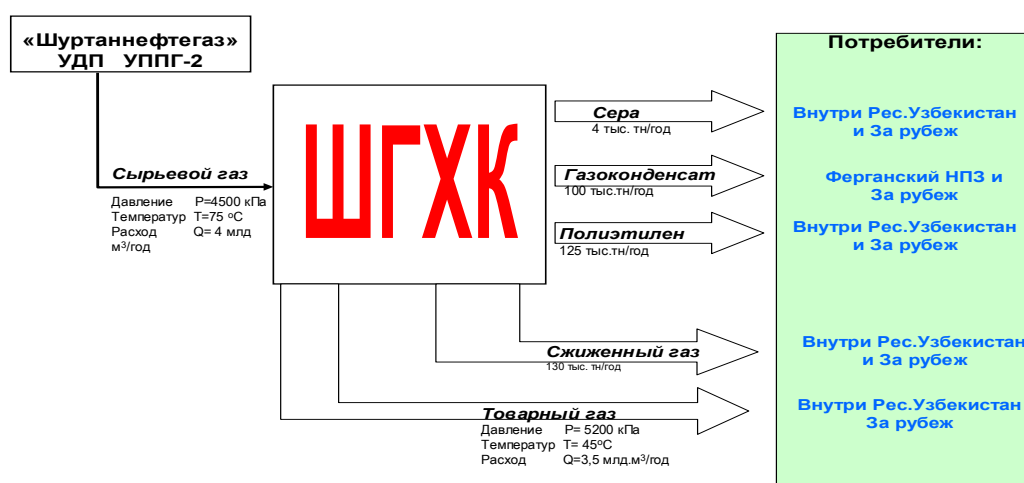 «Шуртаннефтегаз»
УДП УППГ-2
Сырьевой газ
Давление P=4500 кПа
Температур T=75 ºC
Расход Q= 4 млд
м³/год
ШГХК
Сера
4 тыс. тн/год
Газоконденсат
100 тыс.тн/год
Полиэтилен
125 тыс.тн/год
Сжиженный газ
130 тыс. тн/год
Товарный газ
Давление P= 5200 кПа
Температур T= 45ºC
Расход Q=3,5 млд.м³/год
Потребители:
Внутри Рес.Узбекистан
и За рубеж
Ферганский НПЗ и
За рубеж
Внутри Рес.Узбекистан
и За рубеж
Внутри Рес.Узбекистан
и За рубеж
Внутри Рес.Узбекистан
За рубеж